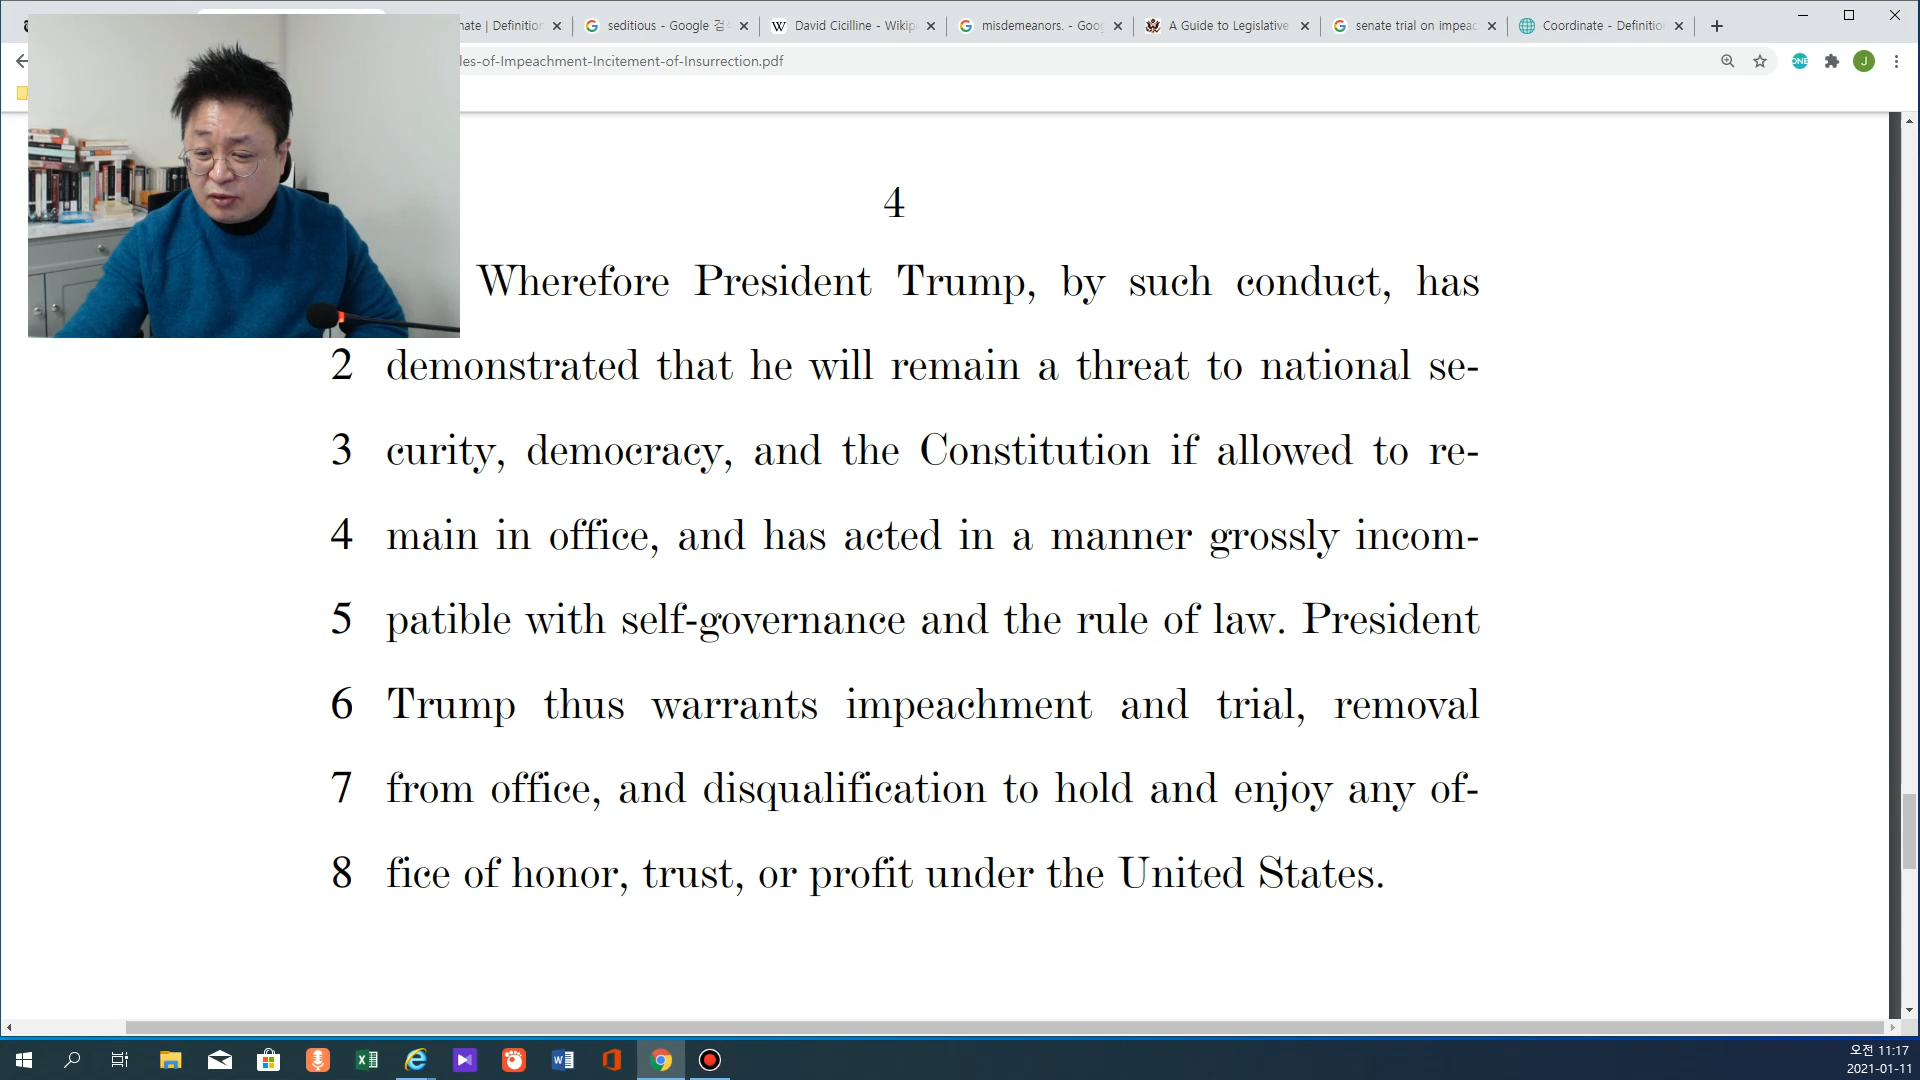 nate | Definition
seditious - Google 검색
David Cicilline - Wikip
misdemeanors. - Goog
A Guide to Legislative
senate trial on impeac
Coordinate - Definitio
les-of-Impeachment-Incitement-of-Insurrection.pdf
ONE
J
4
Wherefore President Trump, by such conduct, has
2 demonstrated that he will remain a threat to national se-
3 curity, democracy, and the Constitution if allowed to re-
4 main in office, and has acted in a manner grossly incom-
5 patible with self-governance and the rule of law. President
6 Trump thus warrants impeachment and trial, removal
7 from office, and disqualification to hold and enjoy any of-
8 fice of honor, trust, or profit under the United States.
오전 11:17
2021-01-11